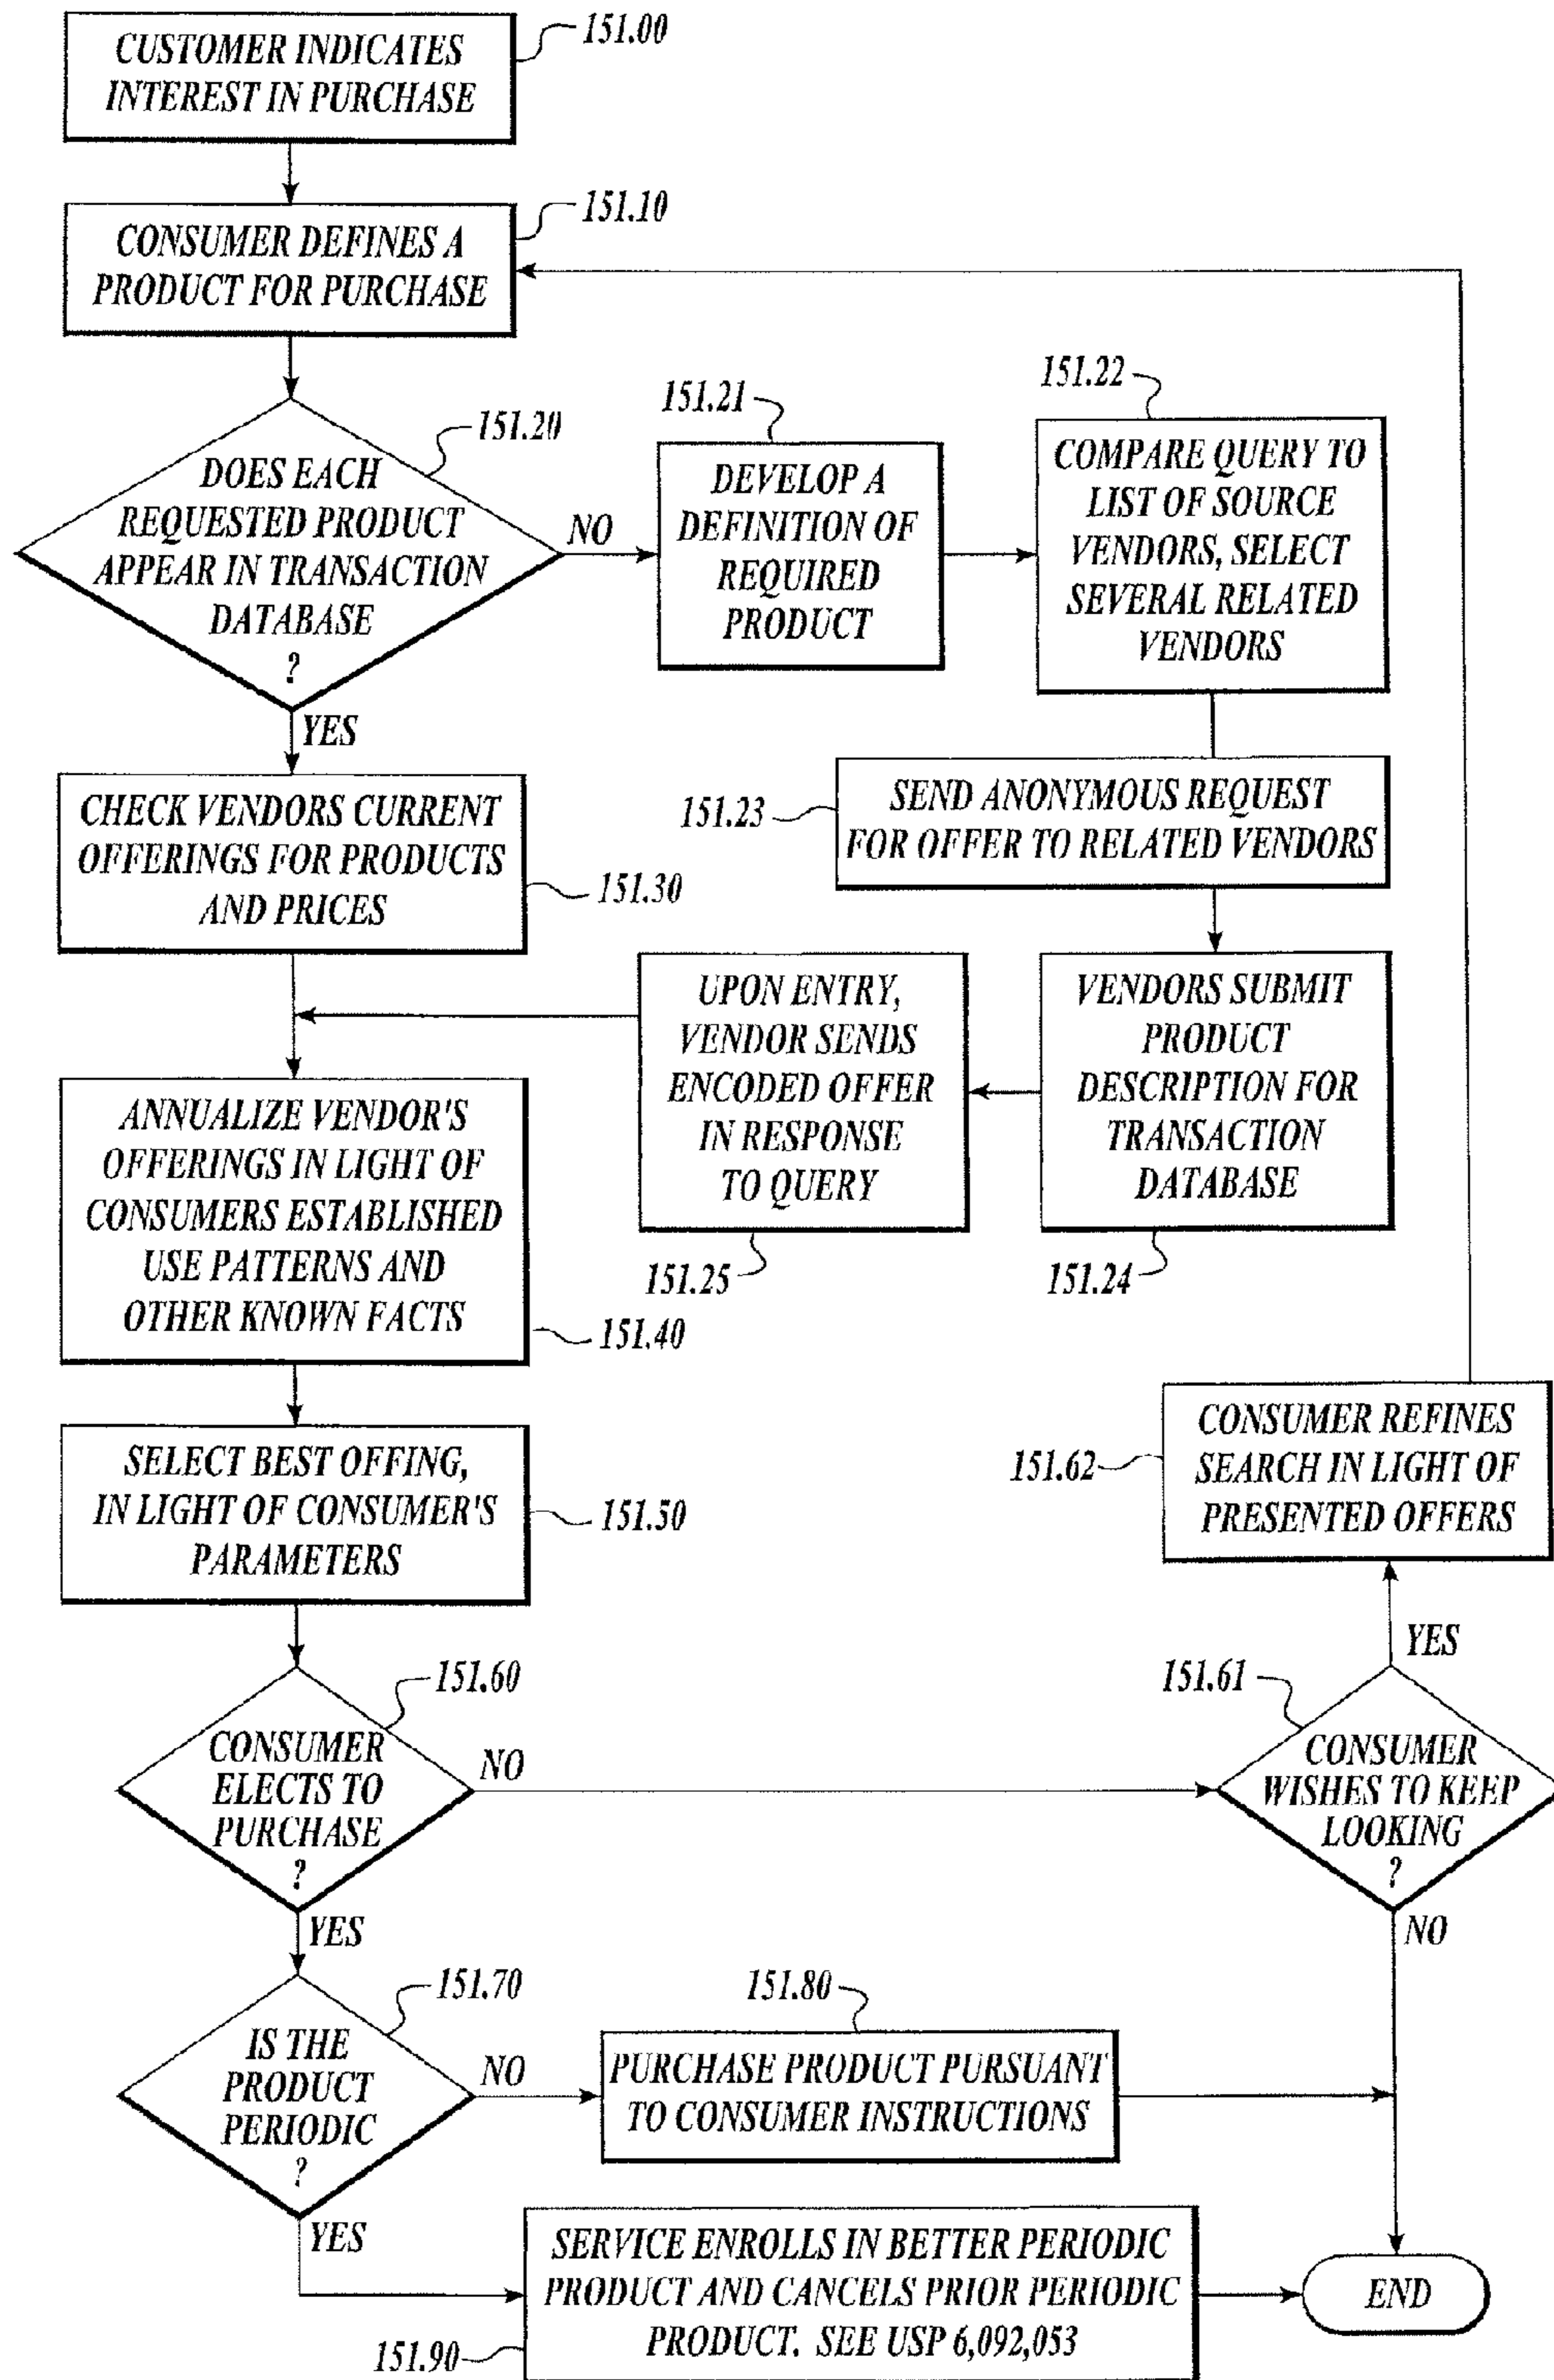 CUSTOMER INDICATES
INTEREST IN PURCHASE
151.00
CONSUMER DEFINES A
PRODUCT FOR PURCHASE
151.10
DOES EACH
REQUESTED PRODUCT
APPEAR IN TRANSACTION
DATABASE
?
151.20
NO
YES
DEVELOP A
DEFINITION OF
REQUIRED
PRODUCT
151.21
COMPARE QUERY TO
LIST OF SOURCE
VENDORS, SELECT
SEVERAL RELATED
VENDORS
151.22
SEND ANONYMOUS REQUEST
FOR OFFER TO RELATED VENDORS
151.23
VENDORS SUBMIT
PRODUCT
DESCRIPTION FOR
TRANSACTION
DATABASE
151.24
UPON ENTRY,
VENDOR SENDS
ENCODED OFFER
IN RESPONSE
TO QUERY
151.25
CHECK VENDORS CURRENT
OFFERINGS FOR PRODUCTS
AND PRICES
151.30
ANNUALIZE VENDOR'S
OFFERINGS IN LIGHT OF
CONSUMERS ESTABLISHED
USE PATTERNS AND
OTHER KNOWN FACTS
151.40
SELECT BEST OFFING,
IN LIGHT OF CONSUMER'S
PARAMETERS
151.50
CONSUMER
ELECTS TO
PURCHASE
?
151.60
NO
YES
CONSUMER
WISHES TO KEEP
LOOKING
?
151.61
YES
NO
CONSUMER REFINES
SEARCH IN LIGHT OF
PRESENTED OFFERS
151.62
IS THE
PRODUCT
PERIODIC
?
151.70
NO
YES
PURCHASE PRODUCT PURSUANT
TO CONSUMER INSTRUCTIONS
151.80
SERVICE ENROLLS IN BETTER PERIODIC
PRODUCT AND CANCELS PRIOR PERIODIC
PRODUCT. SEE USP 6,092,053
151.90
END